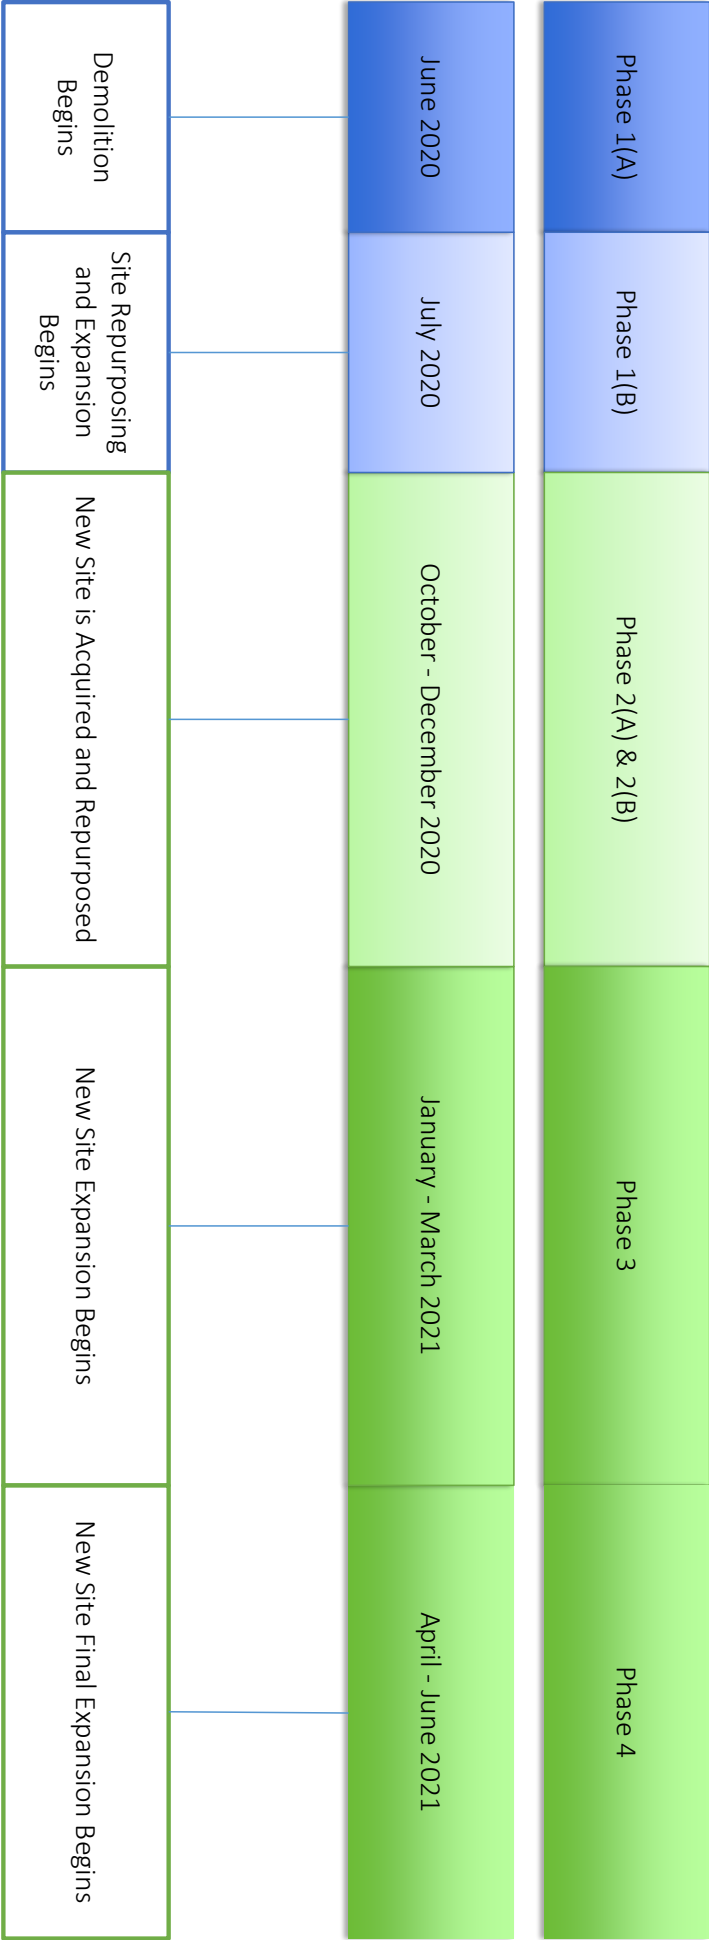 Phase 1(A)
Phase 1(B)
Phase 2(A) & 2(B)
Phase 3
Phase 4
June 2020
July 2020
October - December 2020
January - March 2021
April - June 2021
Demolition
Begins
Site Repurposing
and Expansion
Begins
New Site is Acquired and Repurposed
New Site Expansion Begins
New Site Final Expansion Begins